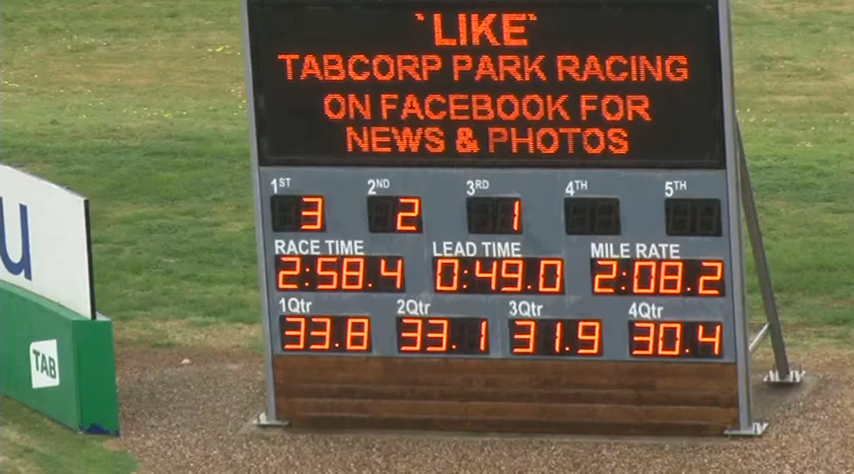 `LIKE`
TABCORP PARK RACING
ON FACEBOOK FOR
NEWS & PHOTOS
1ST 2ND 3RD 4TH 5TH
3 2 1
RACE TIME LEAD TIME MILE RATE
2:58.4 0:49.0 2:08.2
1Qtr 2Qtr 3Qtr 4Qtr
33.8 33.1 31.9 30.4
u
TAB